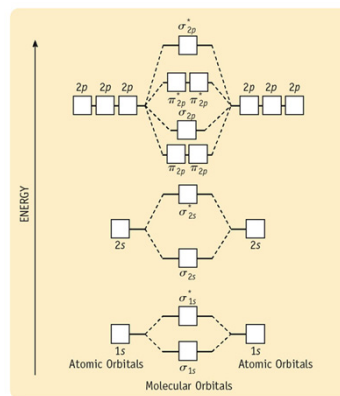 σ*2p
2p 2p 2p
π*2p π*2p
2p 2p 2p
σ2p
π2p π2p
ENERGY
σ*2s
2s
2s
σ2s
σ*1s
1s
1s
σ1s
Atomic Orbitals
Atomic Orbitals
Molecular Orbitals